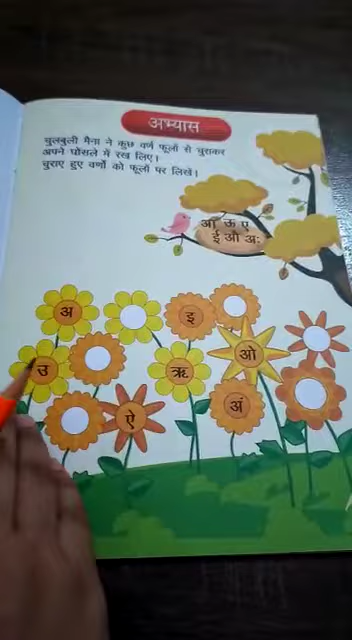 अभ्यास
चुलबुली मैना ने कुछ वर्ण फूलों से चुराकर
अपने घोंसले में रख लिए।
चुराए हुए वर्णों को फूलों पर लिखें।
आ ऊ ए
ई औ अः
अ
इ
उ
ऋ
ओ
ऐ
अं